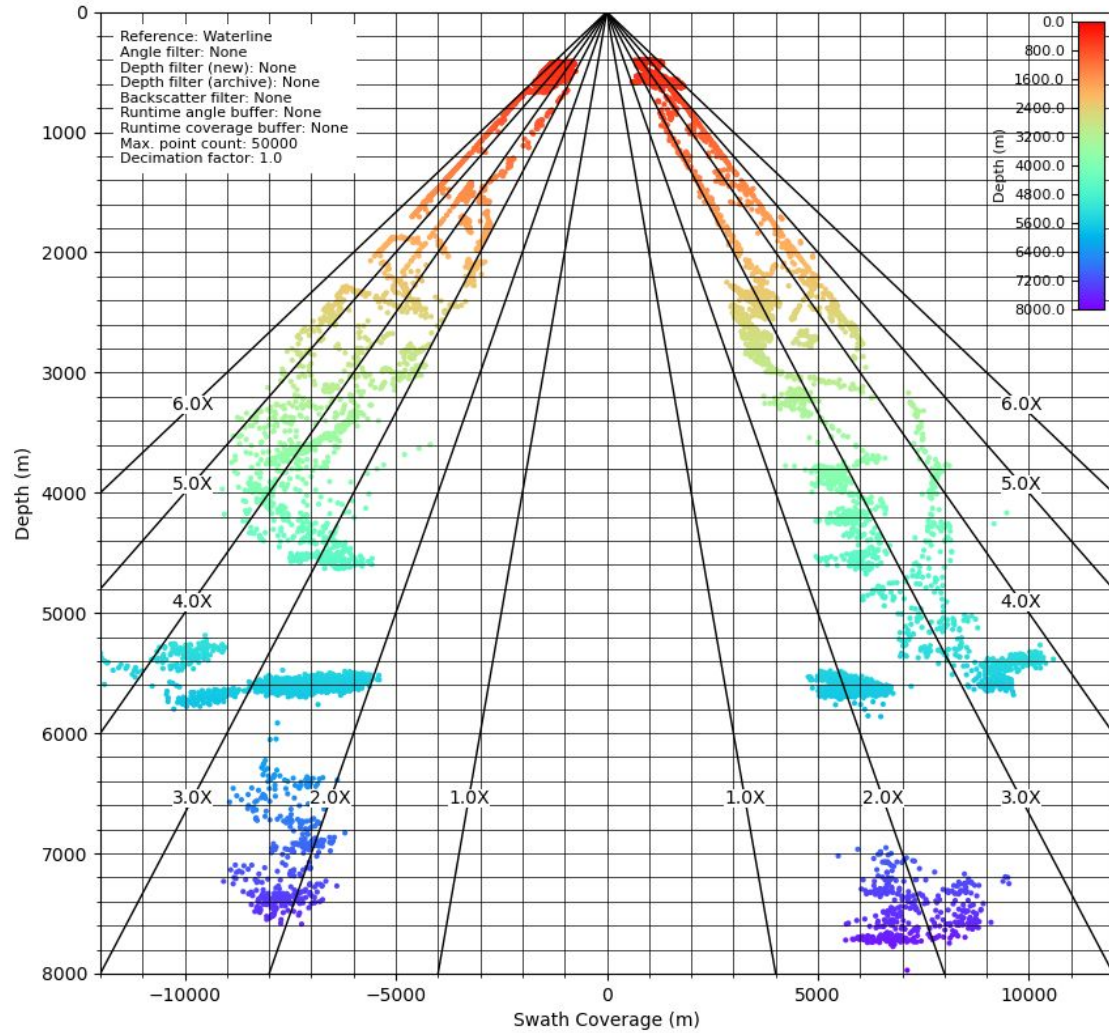 0
1000
2000
3000
4000
5000
6000
7000
8000
Depth (m)
Reference: Waterline
Angle filter: None
Depth filter (new): None
Depth filter (archive): None
Backscatter filter: None
Runtime angle buffer: None
Runtime coverage buffer: None
Max. point count: 50000
Decimation factor: 1.0
0.0
800.0
1600.0
2400.0
3200.0
4000.0
4800.0
5600.0
6400.0
7200.0
8000.0
Depth (m)
6.0X 6.0X
5.0X 5.0X
4.0X 4.0X
3.0X 2.0X 1.0X 1.0X 2.0X 3.0X
−10000 −5000 0 5000 10000
Swath Coverage (m)